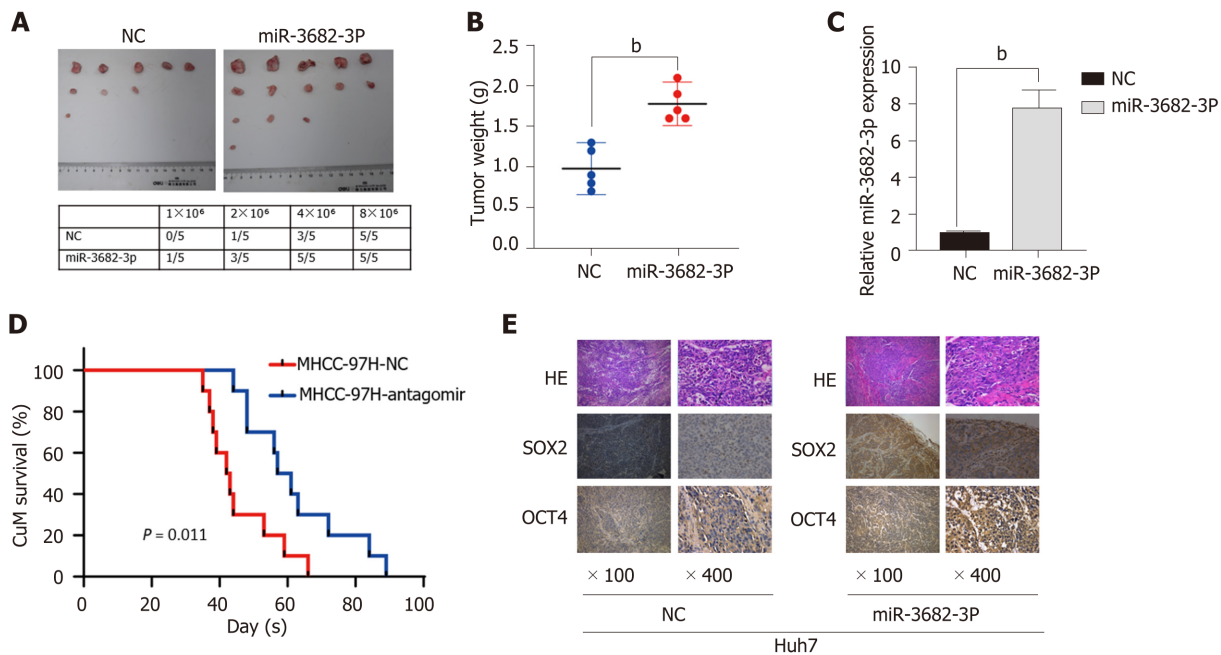 A
NC
miR-3682-3P
1×10⁶ 2×10⁶ 4×10⁶ 8×10⁶
NC 0/5 1/5 3/5 5/5
miR-3682-3p 1/5 3/5 5/5 5/5
B
b
Tumor weight (g)
2.5
2.0
1.5
1.0
0.5
0.0
NC
miR-3682-3P
C
b
Relative miR-3682-3p expression
10
8
6
4
2
0
NC
miR-3682-3P
NC
miR-3682-3P
D
MHCC-97H-NC
MHCC-97H-antagomir
CuM survival (%)
100
80
60
40
20
0
P = 0.011
0 20 40 60 80 100
Day (s)
E
HE
SOX2
OCT4
× 100 × 400
NC
HE
SOX2
OCT4
× 100 × 400
miR-3682-3P
Huh7